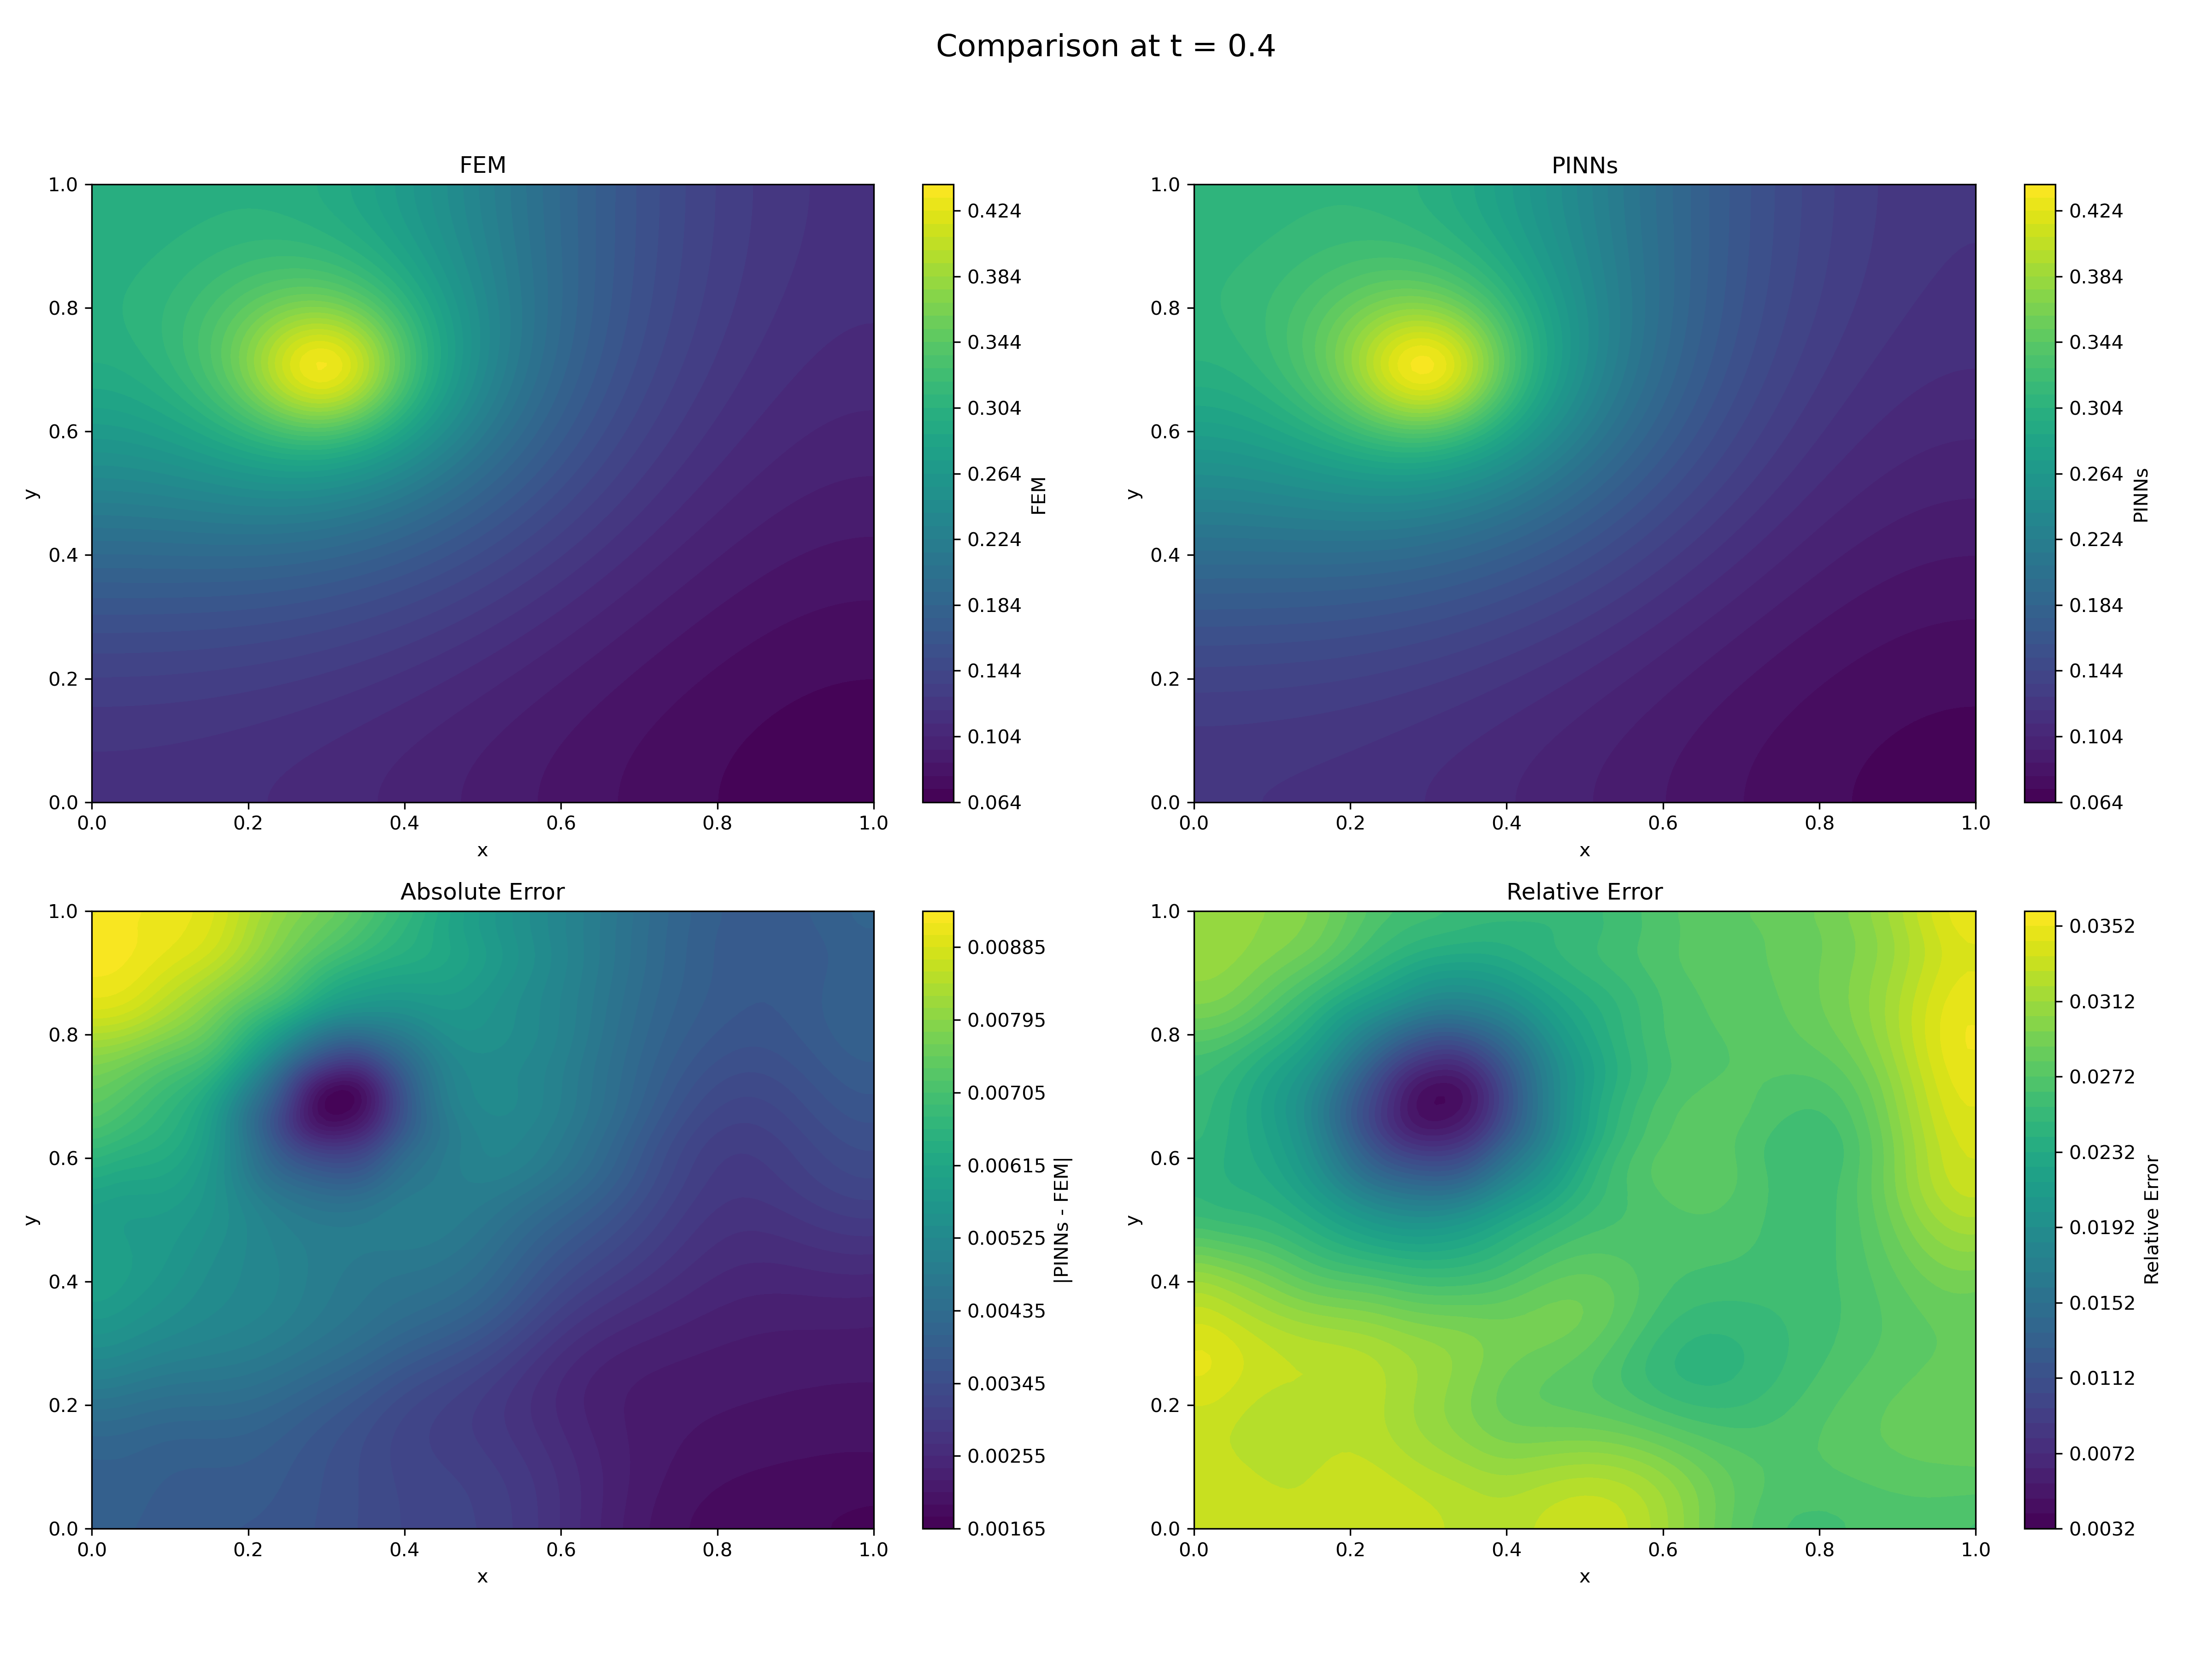 Comparison at t = 0.4
FEM
1.0
0.8
0.6
0.4
0.2
0.0
y
0.0 0.2 0.4 0.6 0.8 1.0
x
0.424
0.384
0.344
0.304
0.264
0.224
0.184
0.144
0.104
0.064
FEM
PINNs
1.0
0.8
0.6
0.4
0.2
0.0
y
0.0 0.2 0.4 0.6 0.8 1.0
x
0.424
0.384
0.344
0.304
0.264
0.224
0.184
0.144
0.104
0.064
PINNs
Absolute Error
1.0
0.8
0.6
0.4
0.2
0.0
y
0.0 0.2 0.4 0.6 0.8 1.0
x
0.00885
0.00795
0.00705
0.00615
0.00525
0.00435
0.00345
0.00255
0.00165
|PINNs - FEM|
Relative Error
1.0
0.8
0.6
0.4
0.2
0.0
y
0.0 0.2 0.4 0.6 0.8 1.0
x
0.0352
0.0312
0.0272
0.0232
0.0192
0.0152
0.0112
0.0072
0.0032
Relative Error